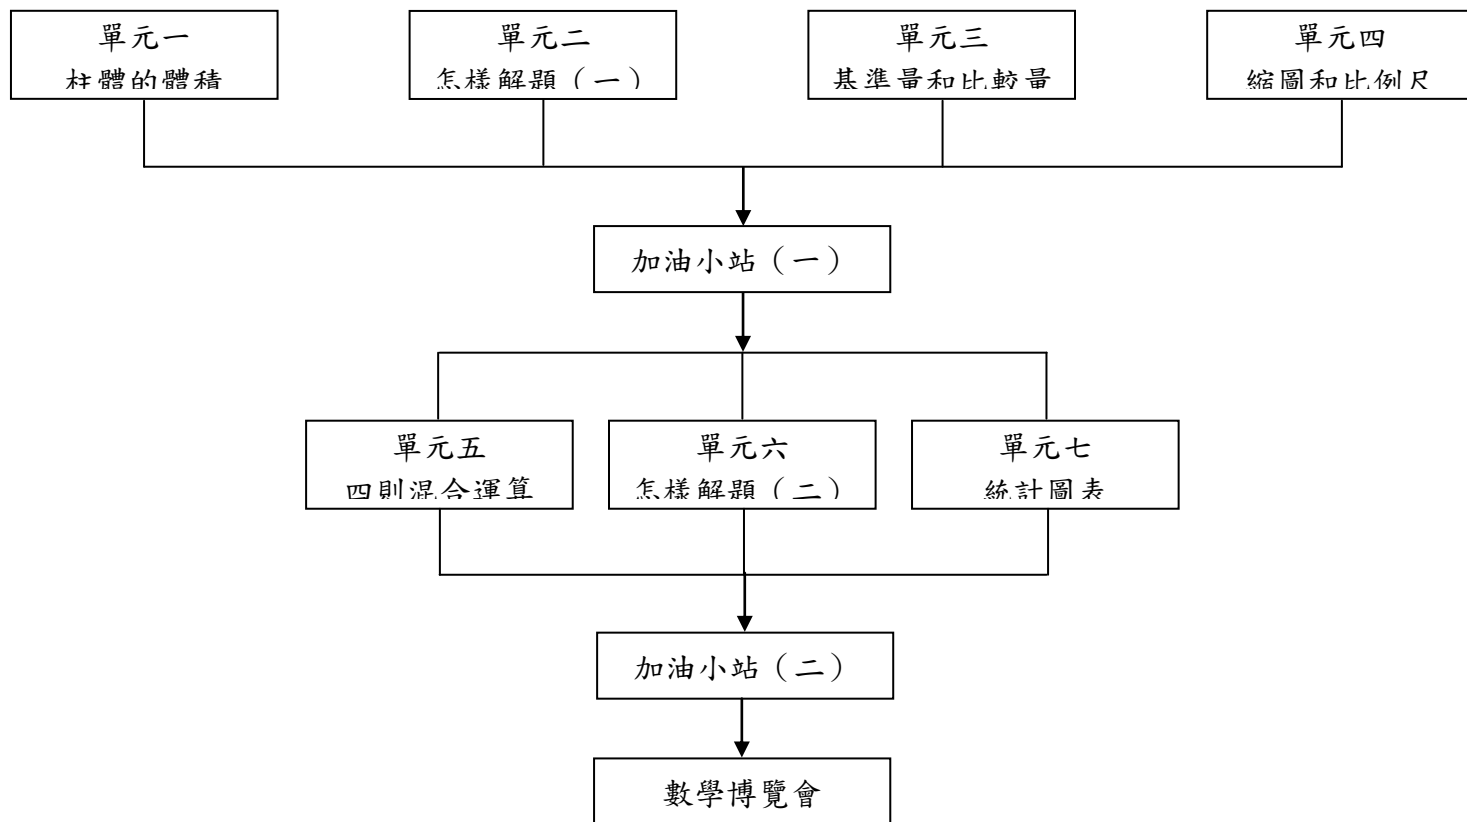 單元一
柱體的體積
單元二
怎樣解題（一）
單元三
基準量和比較量
單元四
縮圖和比例尺
加油小站（一）
單元五
四則混合運算
單元六
怎樣解題（二）
單元七
統計圖表
加油小站（二）
數學博覽會